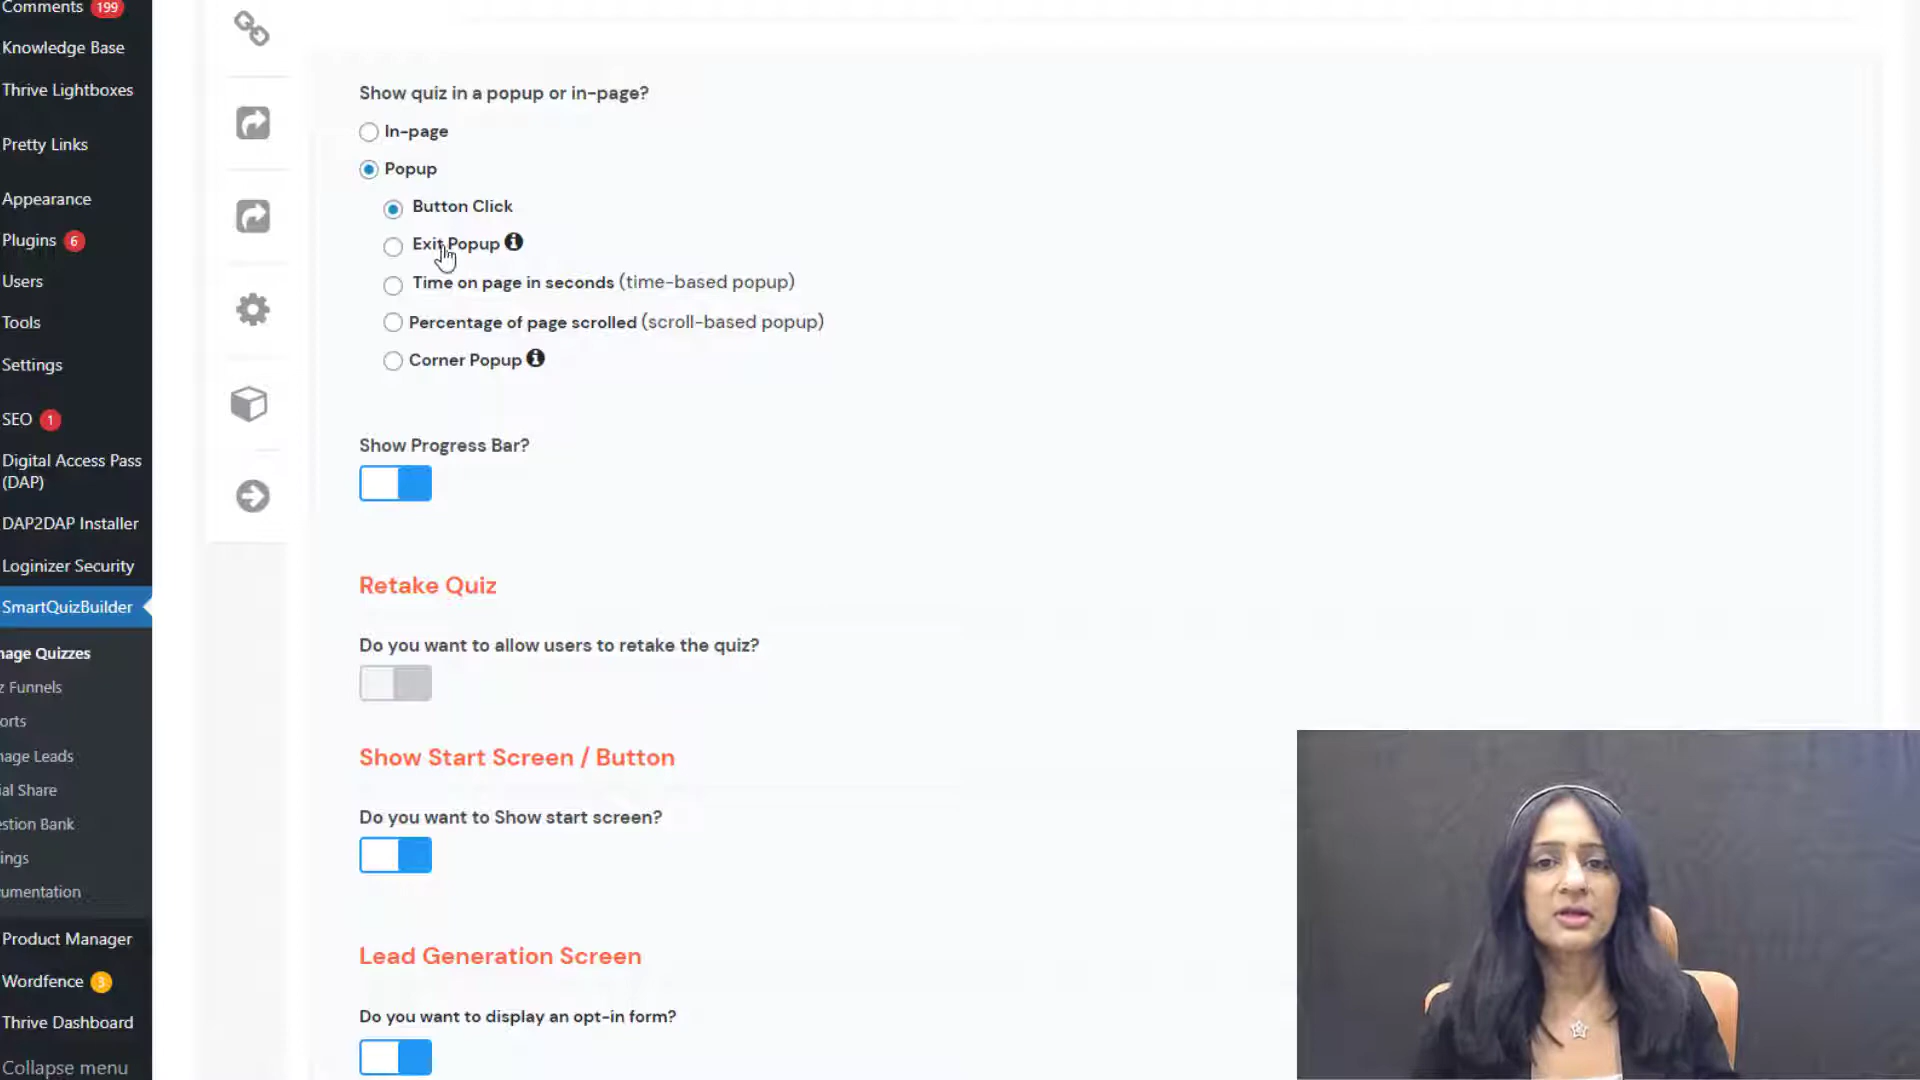 Comments 199
Knowledge Base
Thrive Lightboxes
Pretty Links
Appearance
Plugins 6
Users
Tools
Settings
SEO 1
Digital Access Pass
(DAP)
DAP2DAP Installer
Loginizer Security
SmartQuizBuilder
nage Quizzes
z Funnels
orts
nage Leads
ial Share
estion Bank
ings
umentation
Product Manager
Wordfence 3
Thrive Dashboard
Collapse menu
Show quiz in a popup or in-page?
In-page
Popup
Button Click
Exit Popup
Time on page in seconds (time-based popup)
Percentage of page scrolled (scroll-based popup)
Corner Popup
Show Progress Bar?
Retake Quiz
Do you want to allow users to retake the quiz?
Show Start Screen / Button
Do you want to Show start screen?
Lead Generation Screen
Do you want to display an opt-in form?